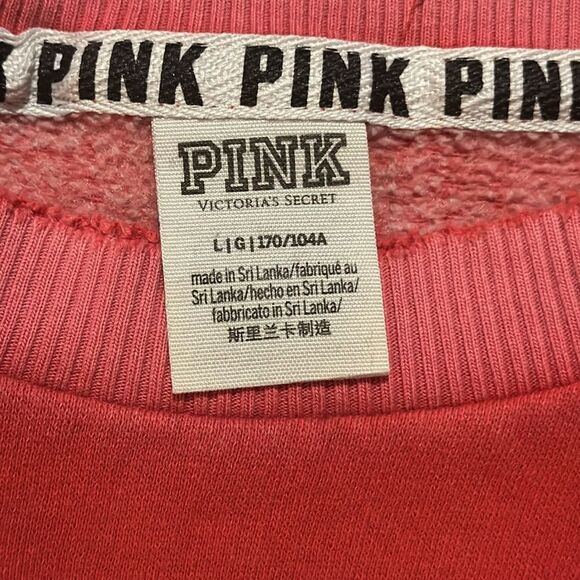 PINK PINK PINK
PINK
VICTORIA'S SECRET
L|G|170/104A
made in Sri Lanka/fabriqué au
Sri Lanka/hecho en Sri Lanka/
fabbricato in Sri Lanka/
斯里兰卡制造